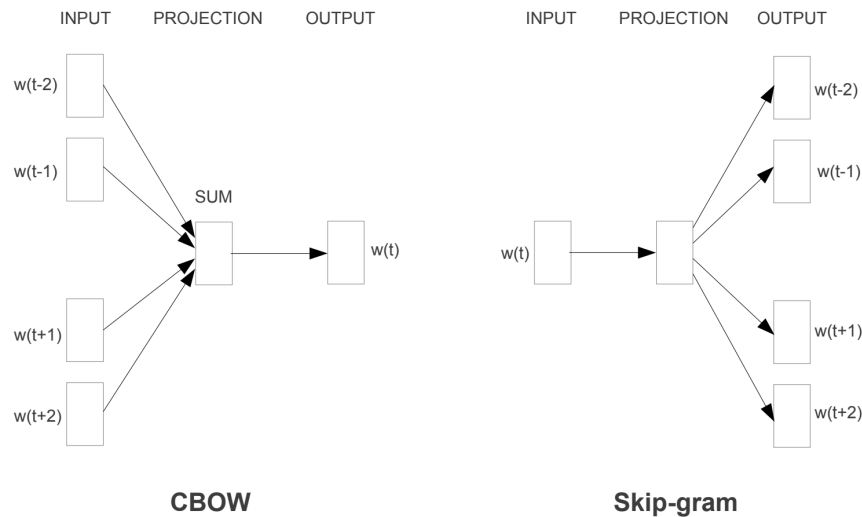 INPUT PROJECTION OUTPUT
w(t-2)
w(t-1)
SUM
w(t)
w(t+1)
w(t+2)
CBOW
INPUT PROJECTION OUTPUT
w(t-2)
w(t-1)
w(t)
w(t+1)
w(t+2)
Skip-gram